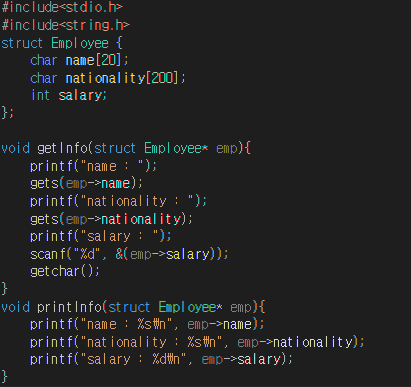 #include<stdio.h>
#include<string.h>
struct Employee {
    char name[20];
    char nationality[200];
    int salary;
};

void getInfo(struct Employee* emp){
    printf("name : ");
    gets(emp->name);
    printf("nationality : ");
    gets(emp->nationality);
    printf("salary : ");
    scanf("%d", &(emp->salary));
    getchar();
}
void printInfo(struct Employee* emp){
    printf("name : %s₩n", emp->name);
    printf("nationality : %s₩n", emp->nationality);
    printf("salary : %d₩n", emp->salary);
}